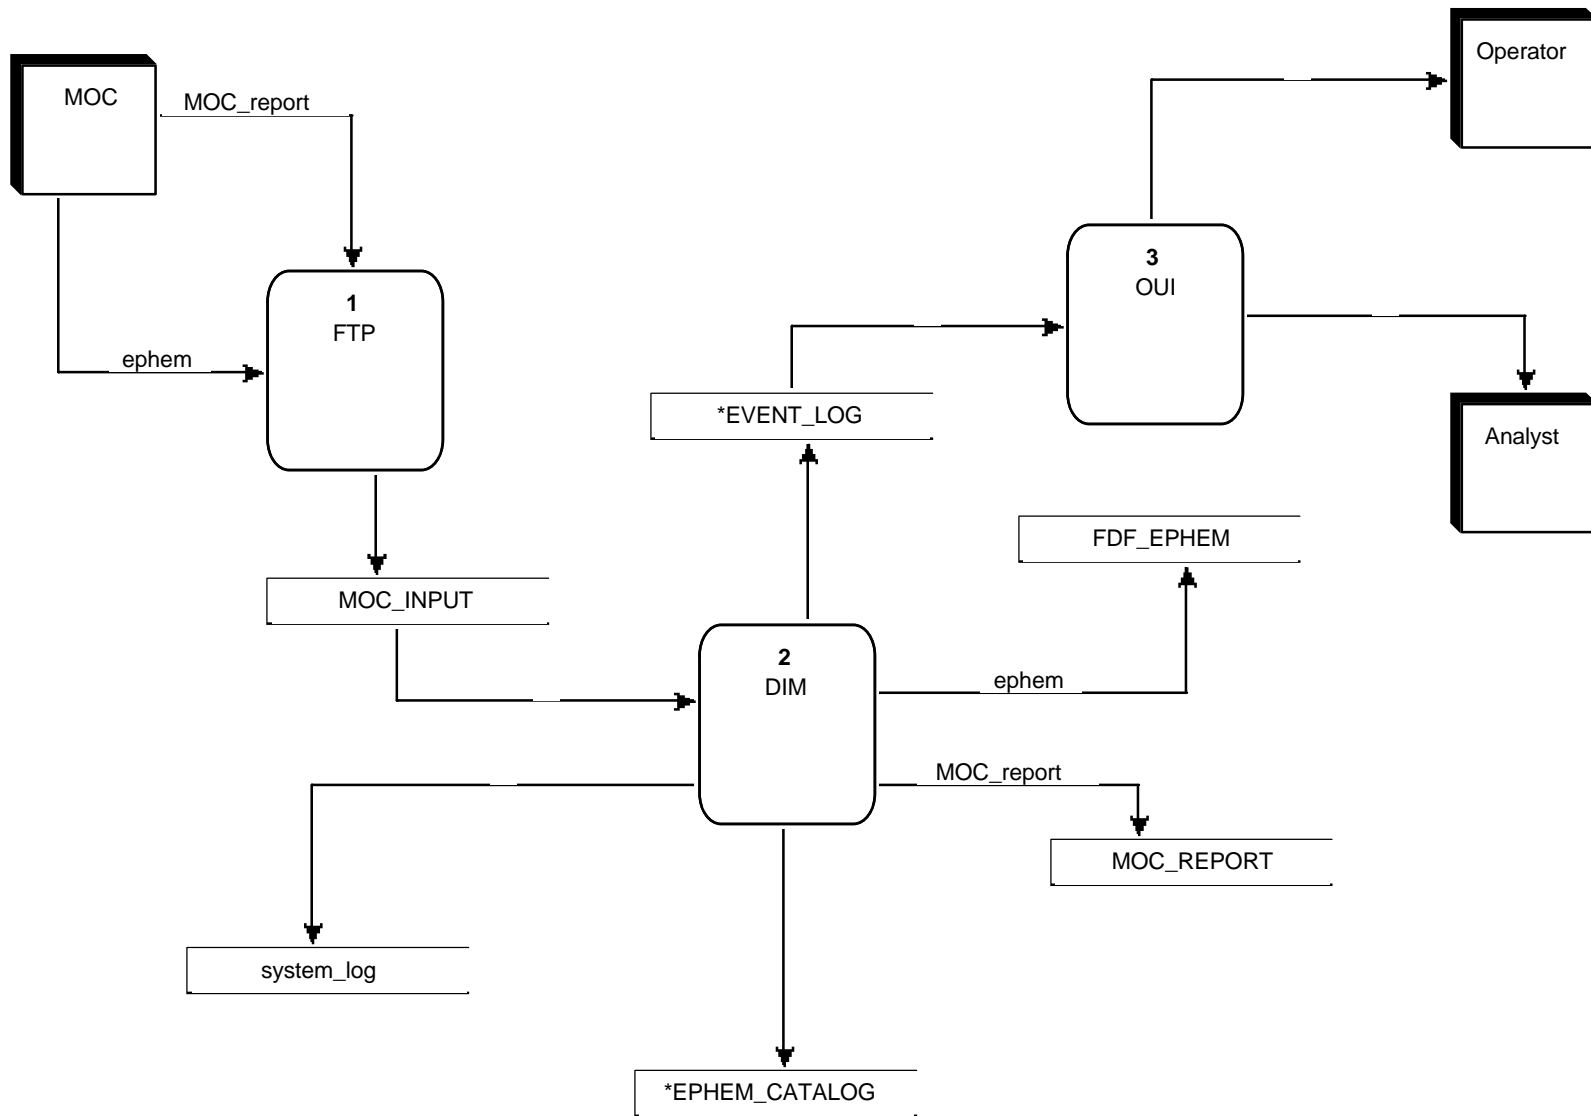 Operator
MOC
MOC_report
3
OUI
1
FTP
ephem
*EVENT_LOG
Analyst
FDF_EPHEM
MOC_INPUT
2
DIM
ephem
MOC_report
MOC_REPORT
system_log
*EPHEM_CATALOG